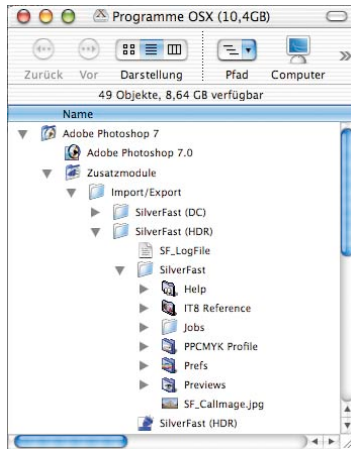 Programme OSX (10,4GB)
Zurück Vor Darstellung Pfad Computer
49 Objekte, 8,64 GB verfügbar
Name
Adobe Photoshop 7
Adobe Photoshop 7.0
Zusatzmodule
Import/Export
SilverFast (DC)
SilverFast (HDR)
SF_LogFile
SilverFast
Help
IT8 Reference
Jobs
PPCMYK Profile
Prefs
Previews
SF_CalImage.jpg
SilverFast (HDR)